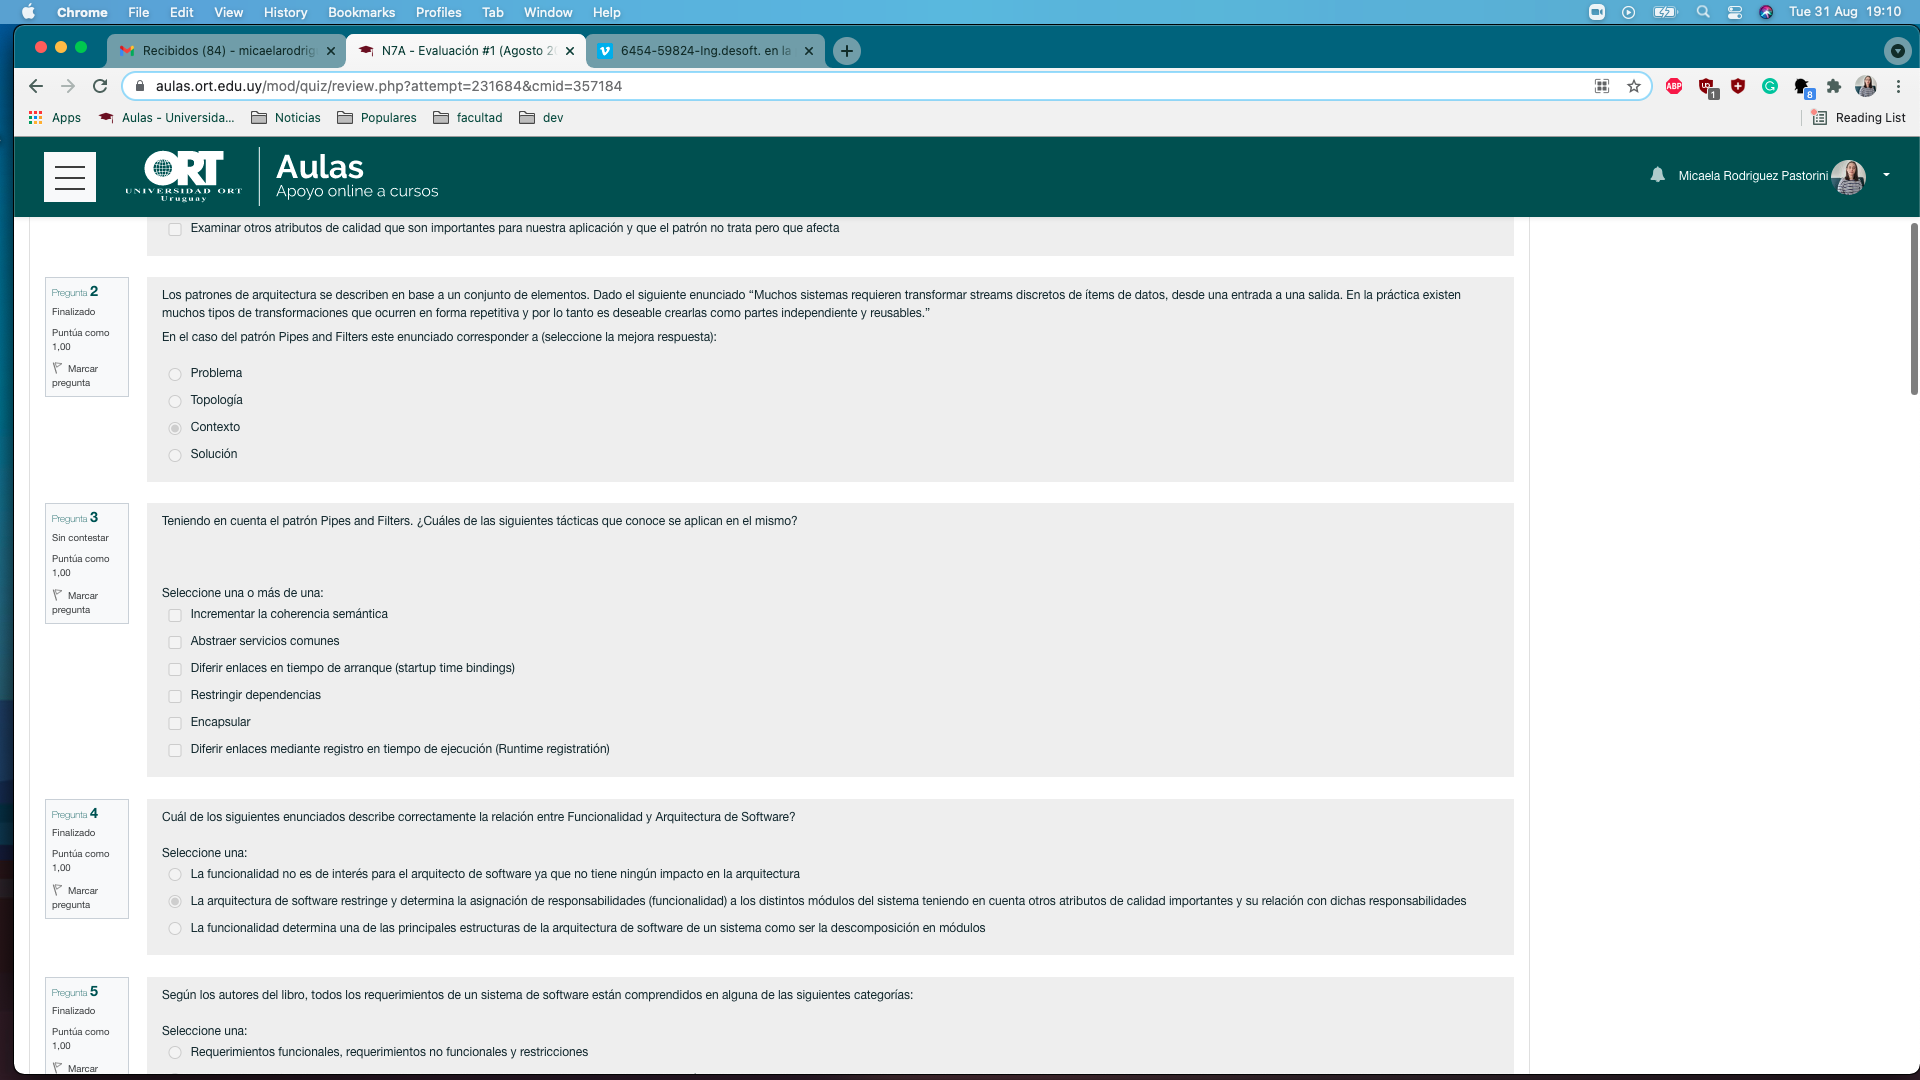 Chrome File Edit View History Bookmarks Profiles Tab Window Help Tue 31 Aug 19:10
Recibidos (84) - micaelarodrig N7A - Evaluación #1 (Agosto 20 6454-59824-Ing.desoft. en la
aulas.ort.edu.uy/mod/quiz/review.php?attempt=231684&cmid=357184 ABP 1 8
Apps Aulas - Universida... Noticias Populares facultad dev Reading List
ORT
UNIVERSIDAD ORT
Uruguay
Aulas
Apoyo online a cursos
Micaela Rodriguez Pastorini
Examinar otros atributos de calidad que son importantes para nuestra aplicación y que el patrón no trata pero que afecta
Pregunta 2
Finalizado
Puntúa como
1,00
Marcar
pregunta
Los patrones de arquitectura se describen en base a un conjunto de elementos. Dado el siguiente enunciado “Muchos sistemas requieren transformar streams discretos de ítems de datos, desde una entrada a una salida. En la práctica existen
muchos tipos de transformaciones que ocurren en forma repetitiva y por lo tanto es deseable crearlas como partes independiente y reusables.”
En el caso del patrón Pipes and Filters este enunciado corresponder a (seleccione la mejora respuesta):
Problema
Topología
Contexto
Solución
Pregunta 3
Sin contestar
Puntúa como
1,00
Marcar
pregunta
Teniendo en cuenta el patrón Pipes and Filters. ¿Cuáles de las siguientes tácticas que conoce se aplican en el mismo?
Seleccione una o más de una:
Incrementar la coherencia semántica
Abstraer servicios comunes
Diferir enlaces en tiempo de arranque (startup time bindings)
Restringir dependencias
Encapsular
Diferir enlaces mediante registro en tiempo de ejecución (Runtime registratión)
Pregunta 4
Finalizado
Puntúa como
1,00
Marcar
pregunta
Cuál de los siguientes enunciados describe correctamente la relación entre Funcionalidad y Arquitectura de Software?
Seleccione una:
La funcionalidad no es de interés para el arquitecto de software ya que no tiene ningún impacto en la arquitectura
La arquitectura de software restringe y determina la asignación de responsabilidades (funcionalidad) a los distintos módulos del sistema teniendo en cuenta otros atributos de calidad importantes y su relación con dichas responsabilidades
La funcionalidad determina una de las principales estructuras de la arquitectura de software de un sistema como ser la descomposición en módulos
Pregunta 5
Finalizado
Puntúa como
1,00
Marcar
Según los autores del libro, todos los requerimientos de un sistema de software están comprendidos en alguna de las siguientes categorías:
Seleccione una:
Requerimientos funcionales, requerimientos no funcionales y restricciones